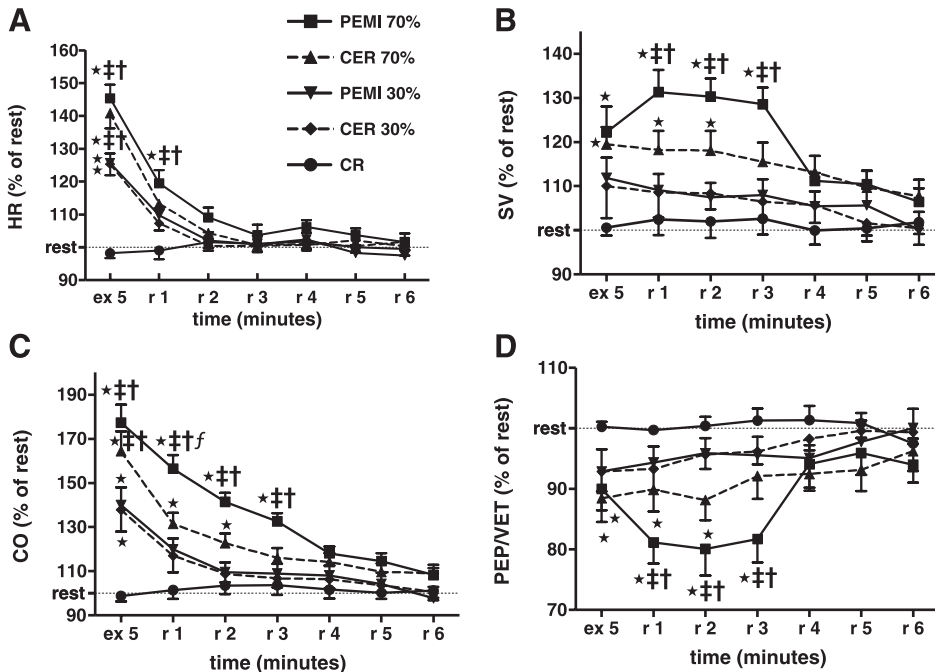 A
HR (% of rest)
160
150
140
130
120
110
rest
90
★‡†
★‡†
★
★
★‡†
PEMI 70%
CER 70%
PEMI 30%
CER 30%
CR
ex 5 r 1 r 2 r 3 r 4 r 5 r 6
time (minutes)
B
SV (% of rest)
140
130
120
110
rest
90
★
★
★‡†
★
★‡†
★
★‡†
ex 5 r 1 r 2 r 3 r 4 r 5 r 6
time (minutes)
C
CO (% of rest)
190
170
150
130
110
rest
90
★‡†
★‡†
★
★
★‡†ƒ
★
★‡†
★
★‡†
ex 5 r 1 r 2 r 3 r 4 r 5 r 6
time (minutes)
D
PEP/VET (% of rest)
110
rest
90
80
70
★
★
★
★‡†
★
★‡†
★‡†
ex 5 r 1 r 2 r 3 r 4 r 5 r 6
time (minutes)